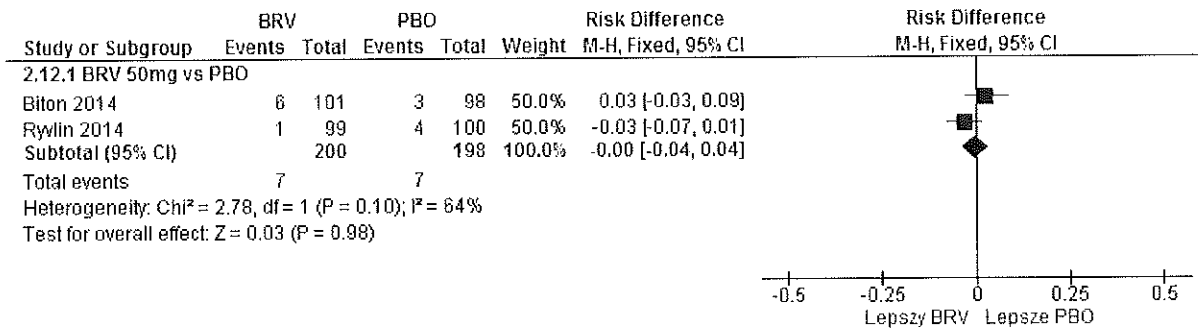 BRV PBO Risk Difference Risk Difference
Study or Subgroup Events Total Events Total Weight M-H, Fixed, 95% CI M-H, Fixed, 95% CI
2.12.1 BRV 50mg vs PBO
Biton 2014 6 101 3 98 50.0% 0.03 [-0.03, 0.09]
Ryvlin 2014 1 99 4 100 50.0% -0.03 [-0.07, 0.01]
Subtotal (95% CI) 200 198 100.0% -0.00 [-0.04, 0.04]
Total events 7 7
Heterogeneity: Chi² = 2.78, df = 1 (P = 0.10); I² = 64%
Test for overall effect: Z = 0.03 (P = 0.98)
-0.5 -0.25 0 0.25 0.5
Lepszy BRV Lepsze PBO